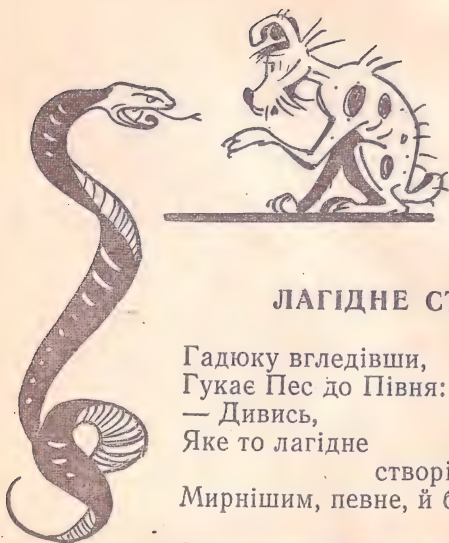 ЛАГІДНЕ СТ
Гадюку вгледівши,
Гукає Пес до Півня:
— Дивись,
Яке то лагідне
створі
Мирнішим, певне, й б